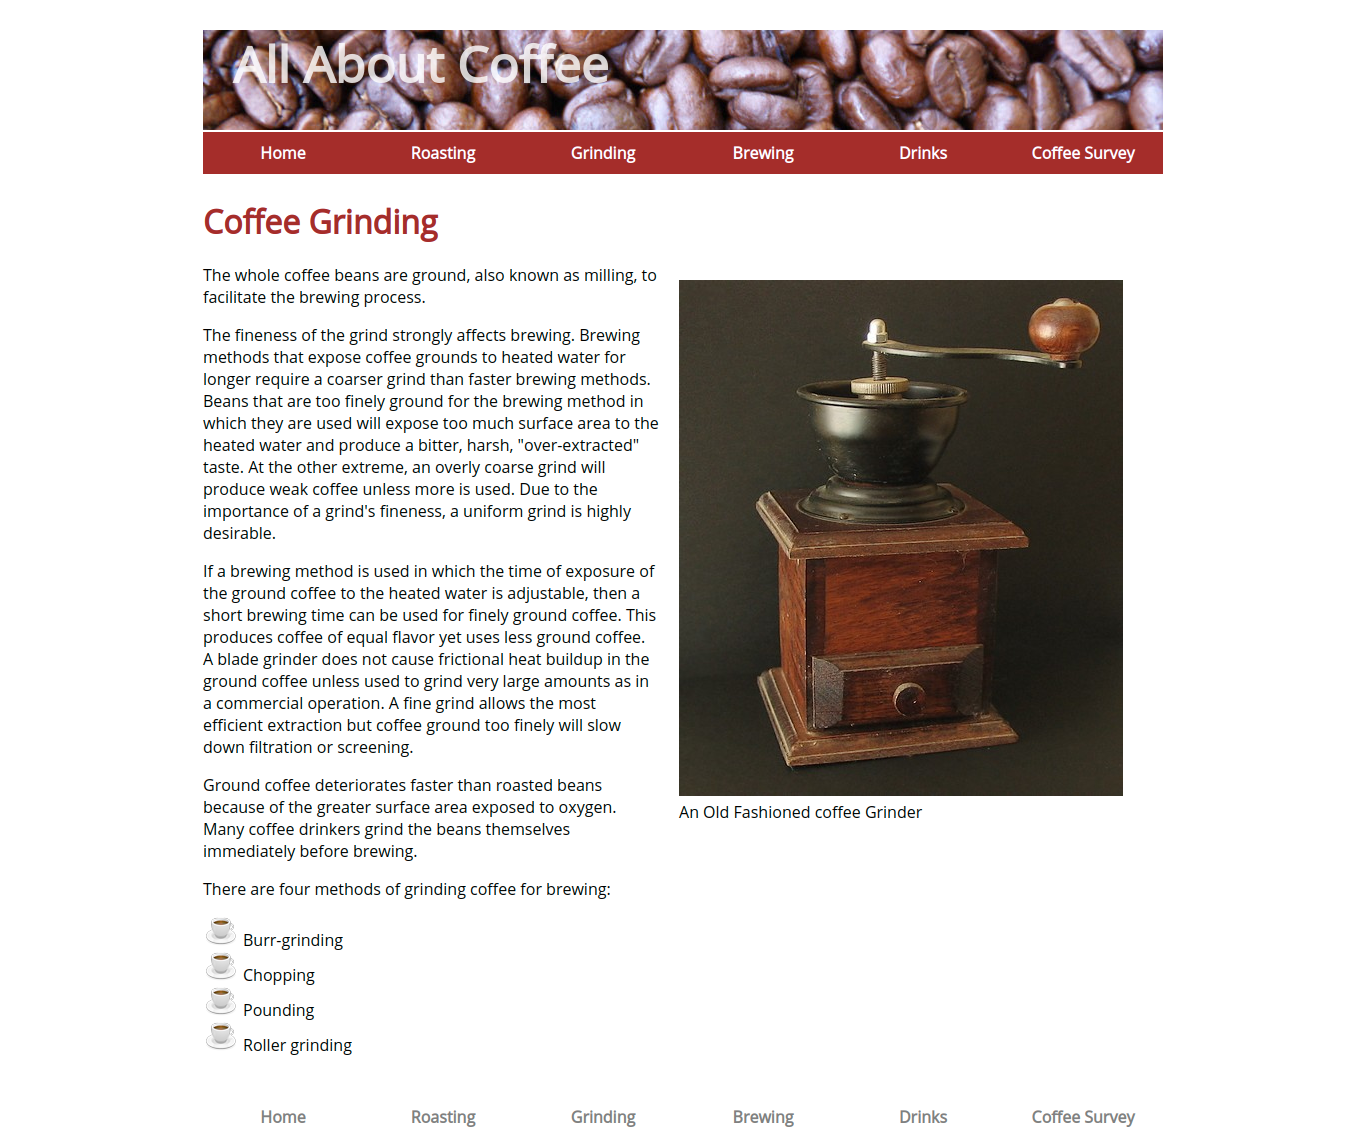 All About Coffee
Home Roasting Grinding Brewing Drinks Coffee Survey
Coffee Grinding
The whole coffee beans are ground, also known as milling, to
facilitate the brewing process.
The fineness of the grind strongly affects brewing. Brewing
methods that expose coffee grounds to heated water for
longer require a coarser grind than faster brewing methods.
Beans that are too finely ground for the brewing method in
which they are used will expose too much surface area to the
heated water and produce a bitter, harsh, "over-extracted"
taste. At the other extreme, an overly coarse grind will
produce weak coffee unless more is used. Due to the
importance of a grind's fineness, a uniform grind is highly
desirable.
If a brewing method is used in which the time of exposure of
the ground coffee to the heated water is adjustable, then a
short brewing time can be used for finely ground coffee. This
produces coffee of equal flavor yet uses less ground coffee.
A blade grinder does not cause frictional heat buildup in the
ground coffee unless used to grind very large amounts as in
a commercial operation. A fine grind allows the most
efficient extraction but coffee ground too finely will slow
down filtration or screening.
Ground coffee deteriorates faster than roasted beans
because of the greater surface area exposed to oxygen.
Many coffee drinkers grind the beans themselves
immediately before brewing.
There are four methods of grinding coffee for brewing:
Burr-grinding
Chopping
Pounding
Roller grinding
An Old Fashioned coffee Grinder
Home Roasting Grinding Brewing Drinks Coffee Survey